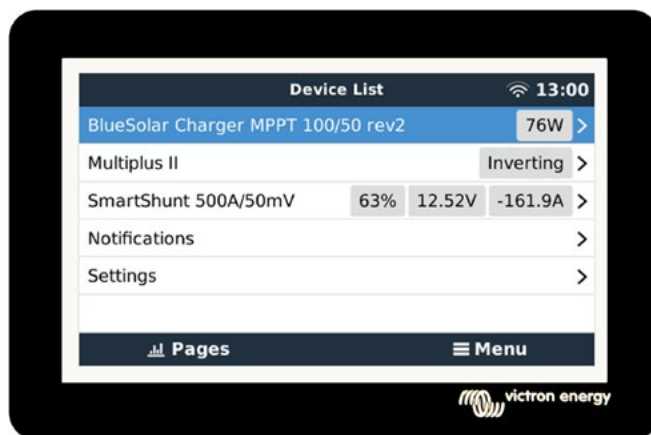 Device List 13:00
BlueSolar Charger MPPT 100/50 rev2 76W
Multiplus II Inverting
SmartShunt 500A/50mV 63% 12.52V -161.9A
Notifications
Settings
Pages Menu
victron energy